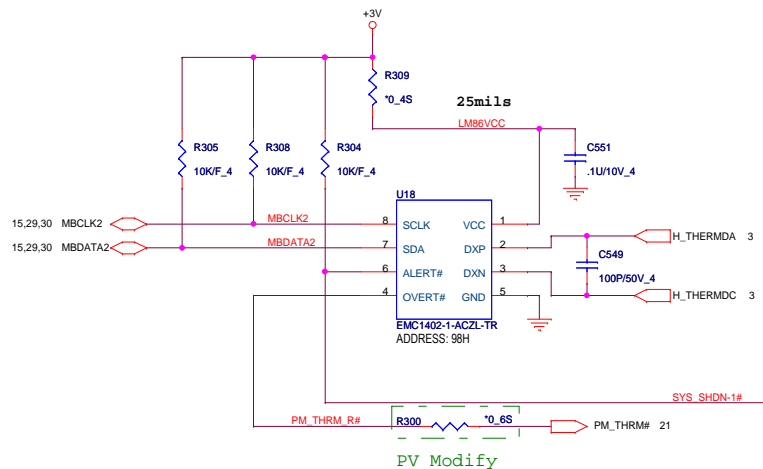 +3V
R309
*0_4S
25mils
LM86VCC
R305
10K/F_4
R308
10K/F_4
R304
10K/F_4
C551
.1U/10V_4
U18
15,29,30 MBCLK2
MBCLK2
8 SCLK VCC 1
15,29,30 MBDATA2
MBDATA2
7 SDA DXP 2
H_THERMDA 3
C549
100P/50V_4
6 ALERT# DXN 3
4 OVERT# GND 5
H_THERMDC 3
EMC1402-1-ACZL-TR
ADDRESS: 98H
SYS_SHDN-1#
PM_THRM_R#
R300
*0_6S
PM_THRM# 21
PV Modify